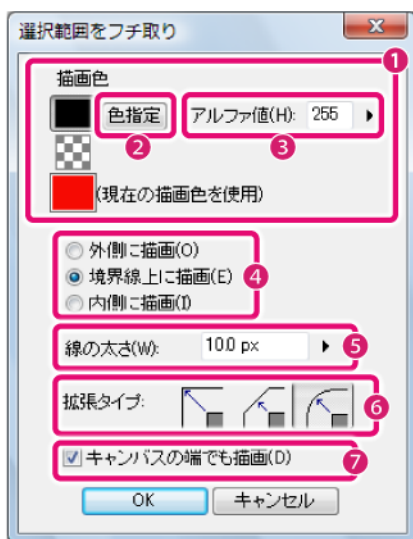 選択範囲をフチ取り
1
描画色
色指定 アルファ値(H): 255
2 3
(現在の描画色を使用)
外側に描画(O)
境界線上に描画(E) 4
内側に描画(I)
線の太さ(W): 10.0 px 5
拡張タイプ: 6
キャンバスの端でも描画(D) 7
OK キャンセル